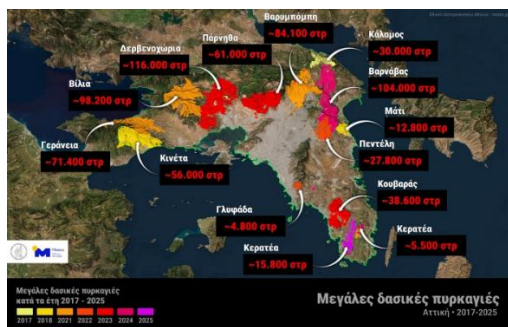 Βαρυμπόμπη
~84.100 στρ
Πάρνηθα
~61.000 στρ
Κάλαμος
~30.000 στρ
Δερβενοχώρια
~116.000 στρ
Βαρνάβας
~104.000 στρ
Βίλια
~98.200 στρ
Μάτι
~12.800 στρ
Γεράνεια
~71.400 στρ
Πεντέλη
~27.800 στρ
Κινέτα
~56.000 στρ
Κουβαράς
~38.600 στρ
Γλυφάδα
~4.800 στρ
Κερατέα
~5.500 στρ
Κερατέα
~15.800 στρ
Μεγάλες δασικές πυρκαγιές
κατα τα έτη 2017 - 2025
2017 2018 2021 2022 2023 2024 2025
Μεγάλες δασικές πυρκαγιές
Αττική • 2017-2025